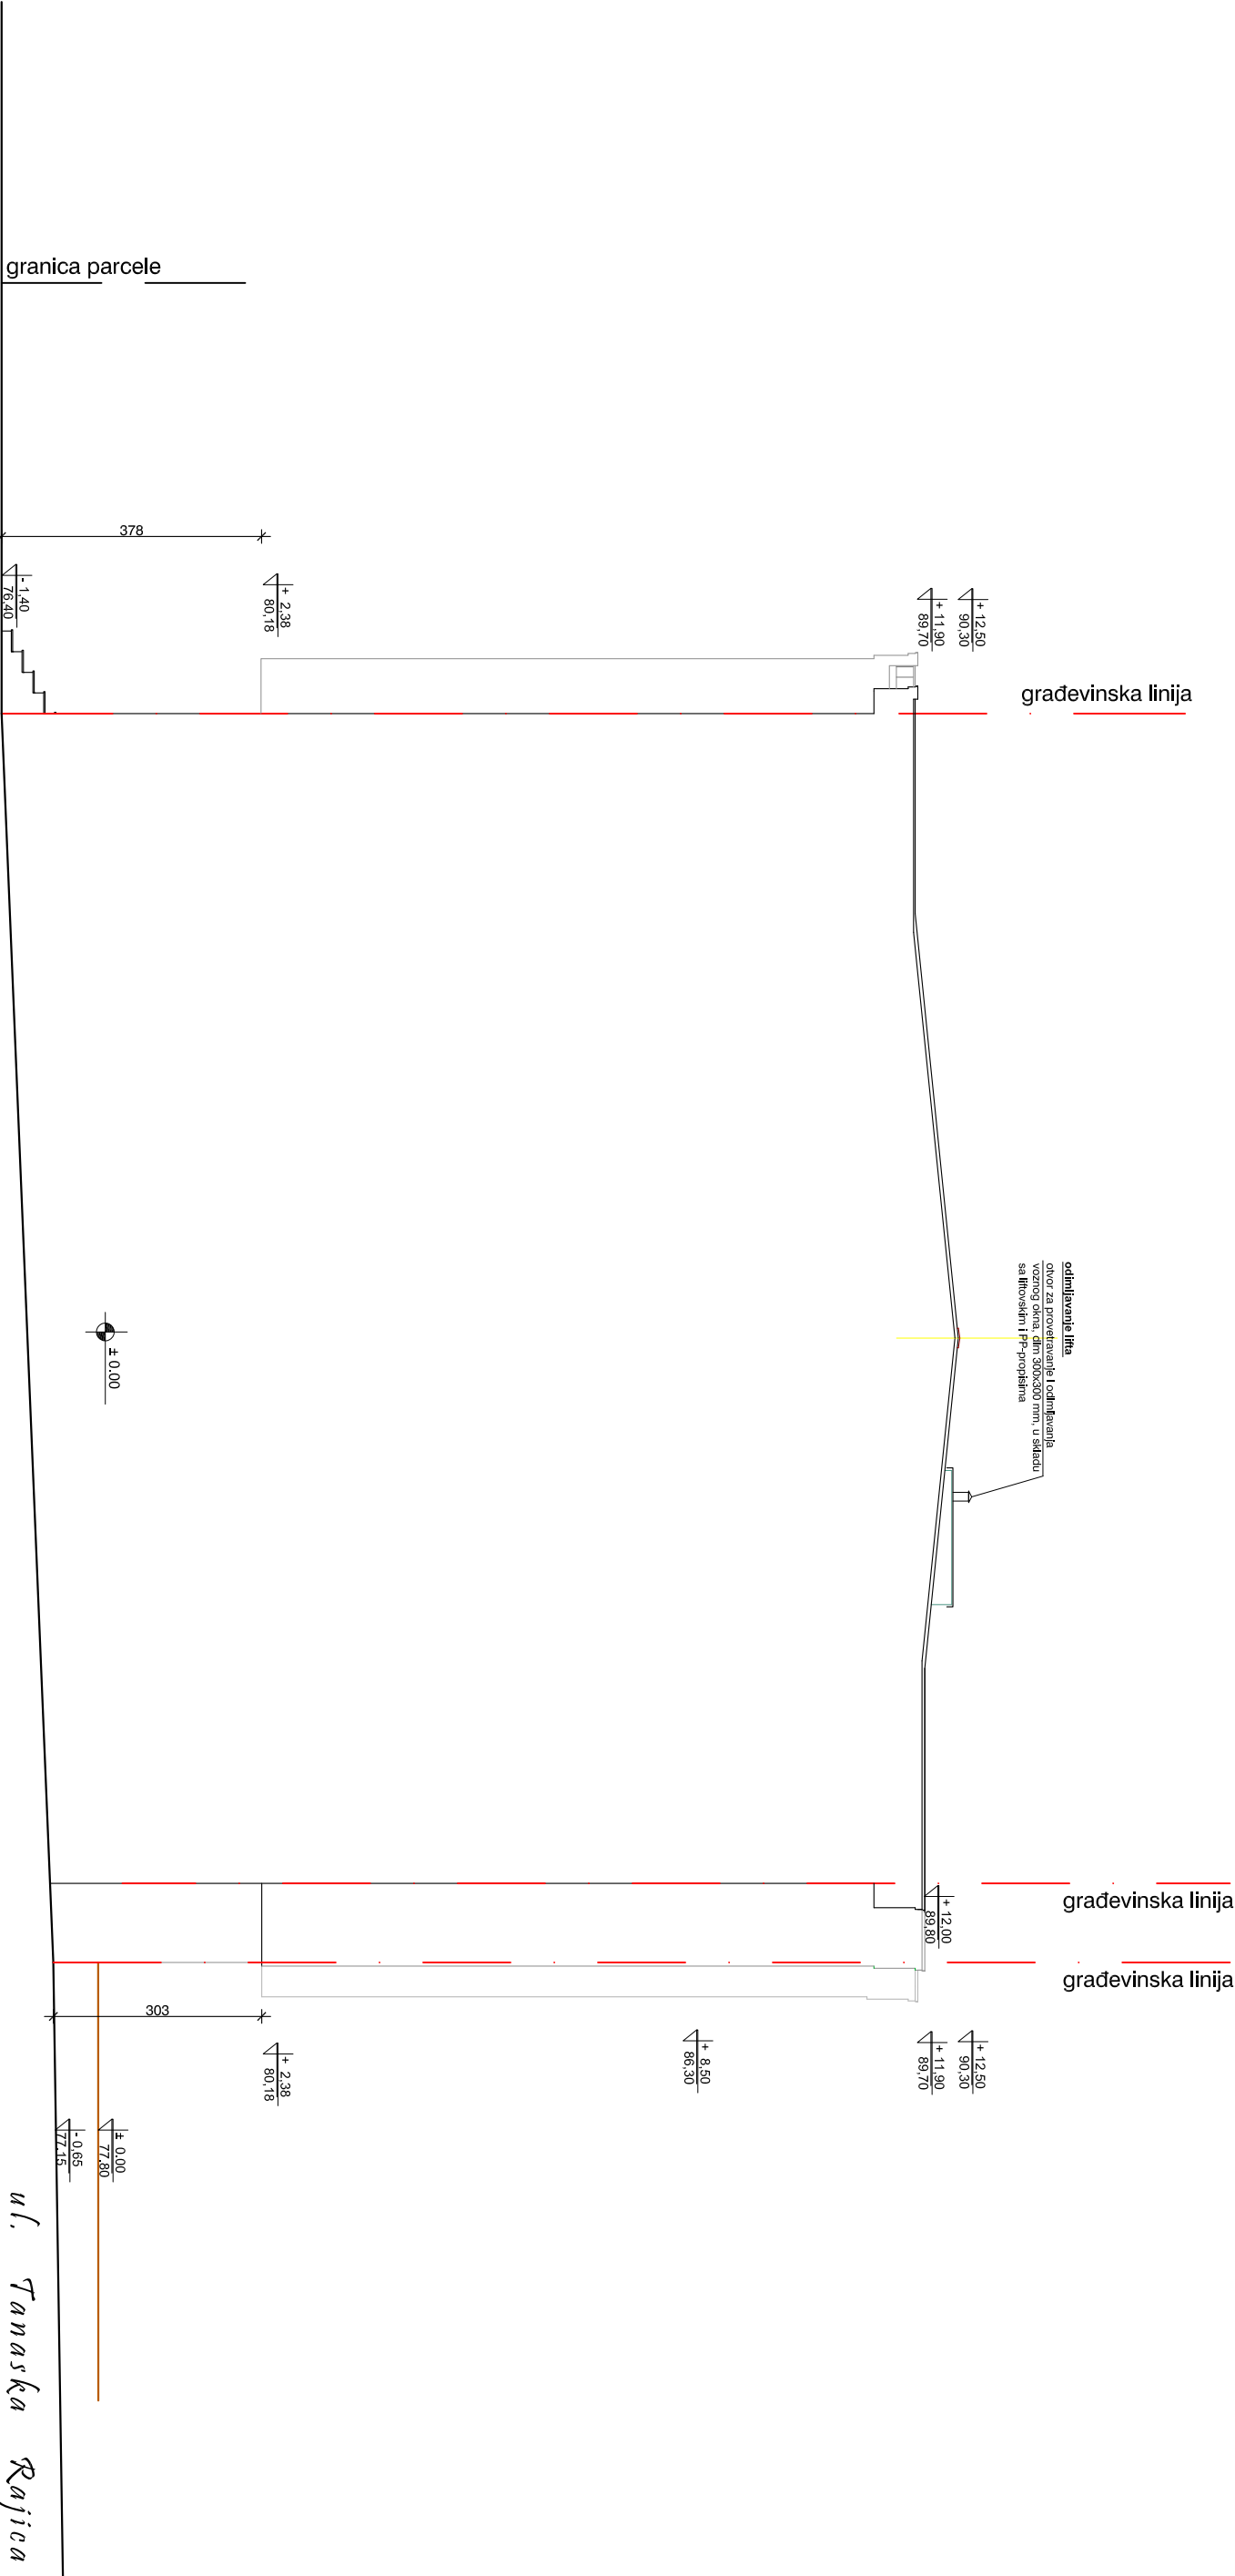 granica parcele
378
- 1,40
76,40
+ 2,38
80,18
+ 11,90
89,70
+ 12,50
90,30
građevinska linija
odimljavanje lifta
otvor za provetravanje i odimljavanja
voznog okna, dim 300x300 mm, u skladu
sa liftovskim i PP-propisima
± 0.00
+ 12,00
89,80
građevinska linija
građevinska linija
303
+ 2,38
80,18
+ 8,50
86,30
+ 11,90
89,70
+ 12,50
90,30
- 0,65
77,15
± 0.00
77.80
ul. Tanaska Rajica